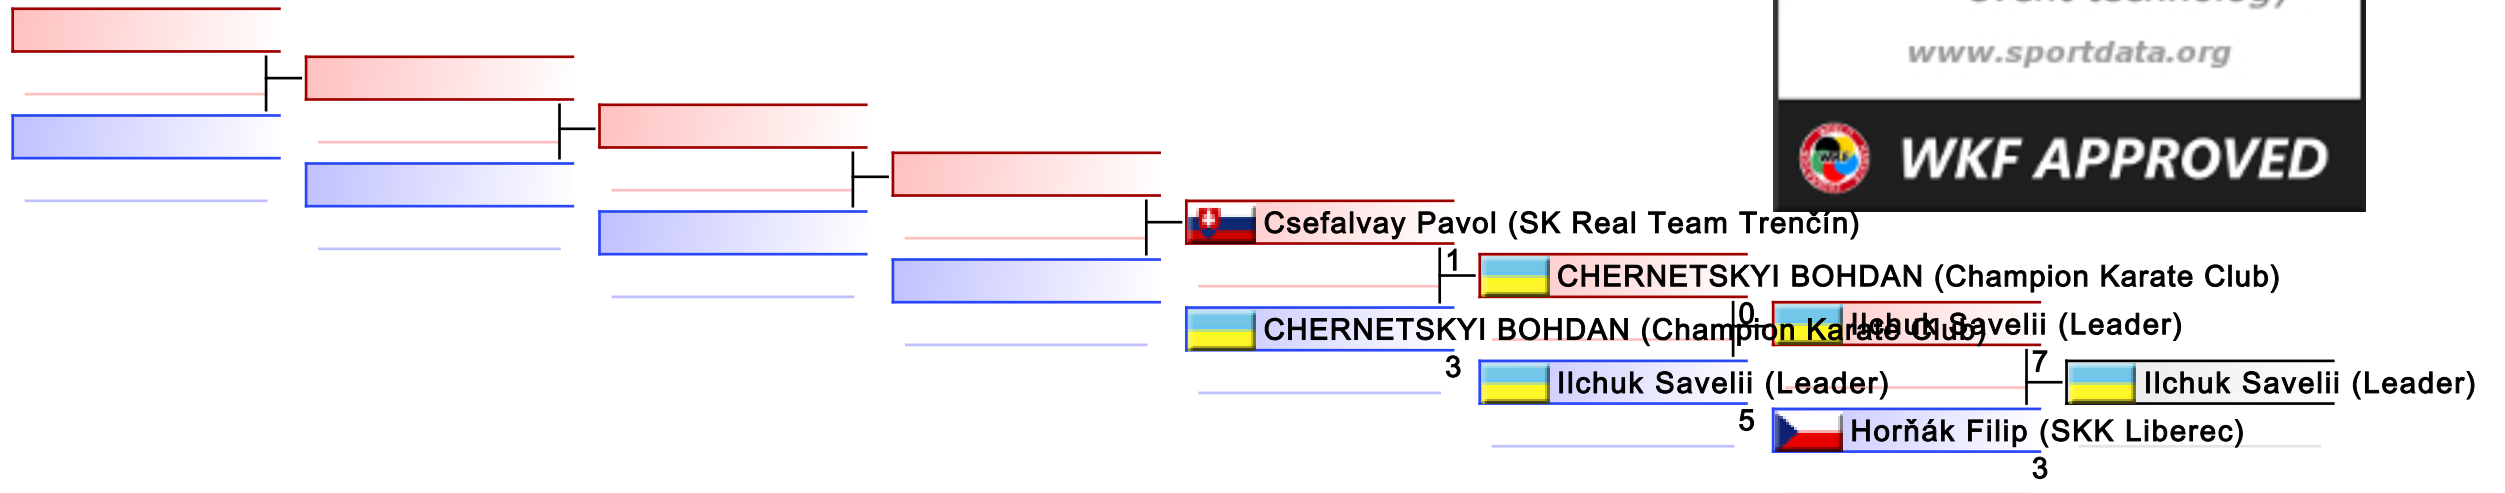 www.sportdata.org
WKF APPROVED
Csefalvay Pavol (SK Real Team Trenčín)
1
CHERNETSKYI BOHDAN (Champion Karate Club)
0
CHERNETSKYI BOHDAN (Champion Karate Club)
Ilchuk Savelii (Leader)
3
7
Ilchuk Savelii (Leader)
Ilchuk Savelii (Leader)
5
Horňák Filip (SKK Liberec)
3